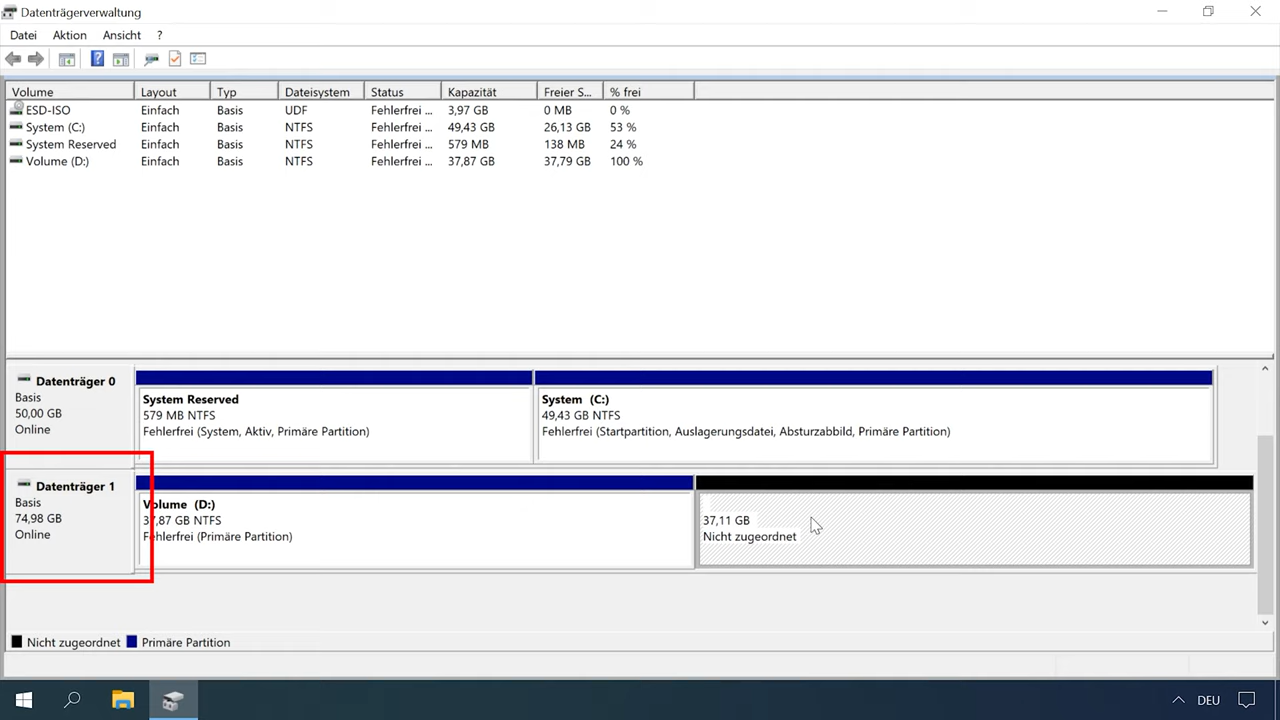 Datenträgerverwaltung
Datei Aktion Ansicht ?
Volume Layout Typ Dateisystem Status Kapazität Freier S... % frei
ESD-ISO Einfach Basis UDF Fehlerfrei ... 3,97 GB 0 MB 0 %
System (C:) Einfach Basis NTFS Fehlerfrei ... 49,43 GB 26,13 GB 53 %
System Reserved Einfach Basis NTFS Fehlerfrei ... 579 MB 138 MB 24 %
Volume (D:) Einfach Basis NTFS Fehlerfrei ... 37,87 GB 37,79 GB 100 %
Datenträger 0
Basis
50,00 GB
Online
System Reserved
579 MB NTFS
Fehlerfrei (System, Aktiv, Primäre Partition)
System (C:)
49,43 GB NTFS
Fehlerfrei (Startpartition, Auslagerungsdatei, Absturzabbild, Primäre Partition)
Datenträger 1
Basis
74,98 GB
Online
Volume (D:)
37,87 GB NTFS
Fehlerfrei (Primäre Partition)
37,11 GB
Nicht zugeordnet
Nicht zugeordnet Primäre Partition
DEU